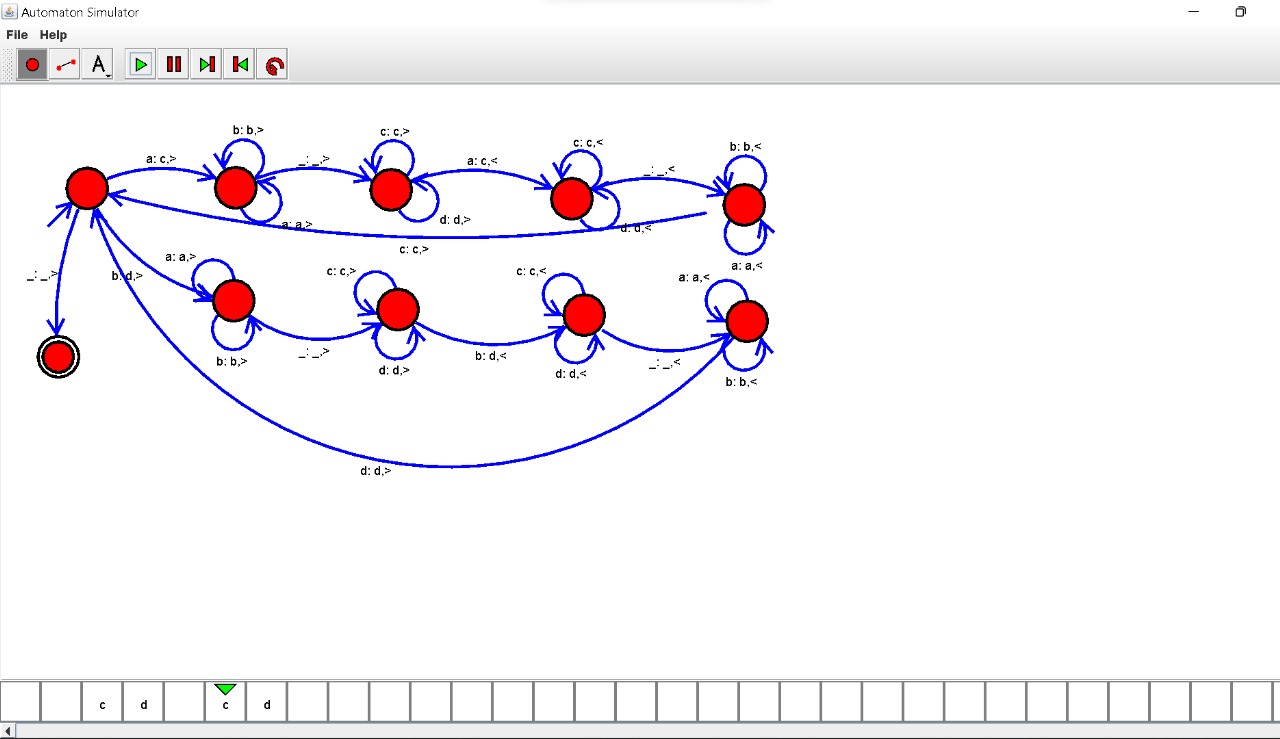 Automaton Simulator
File Help
A
b: b,>
a: c,>
_: _,>
c: c,>
a: c,<
c: c,<
_: _,<
b: b,<
a: a,>
d: d,>
d: d,<
c: c,>
a: a,<
_: _,>
b: d,>
a: a,>
c: c,>
c: c,<
a: a,<
b: b,>
_: _,>
d: d,>
b: d,<
d: d,<
_: _,<
b: b,<
d: d,>
c d c d